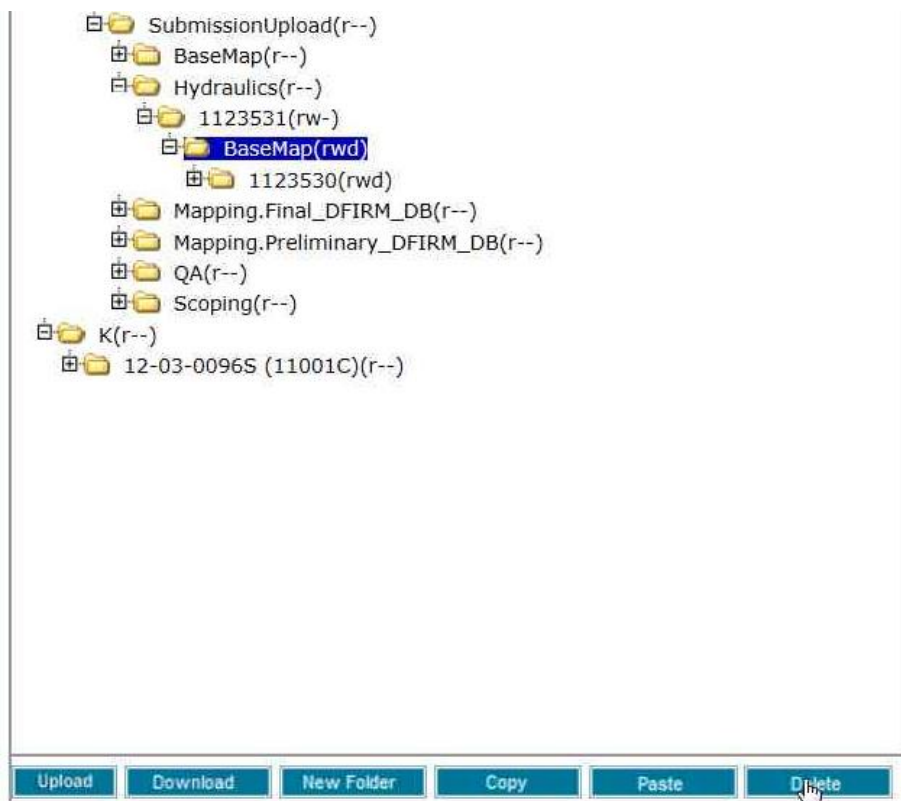 SubmissionUpload(r--)
BaseMap(r--)
Hydraulics(r--)
1123531(rw-)
BaseMap(rwd)
1123530(rwd)
Mapping.Final_DFIRM_DB(r--)
Mapping.Preliminary_DFIRM_DB(r--)
QA(r--)
Scoping(r--)
K(r--)
12-03-0096S (11001C)(r--)
Upload Download New Folder Copy Paste Delete